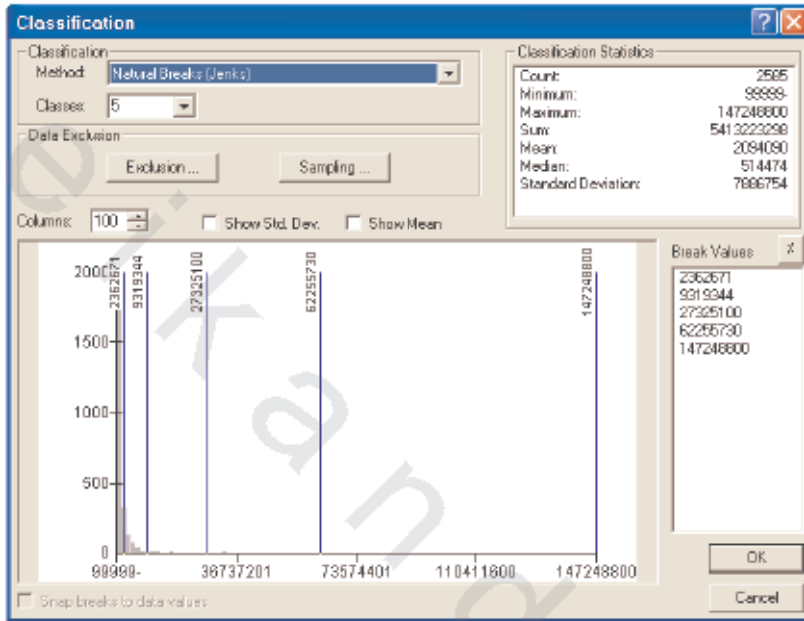 Classification
Classification
Method: Natural Breaks (Jenks)
Classes: 5
Data Exclusion
Exclusion ...
Sampling ...
Classification Statistics
Count: 2585
Minimum: 99999-
Maximum: 147248800
Sum: 5413223298
Mean: 2094090
Median: 514474
Standard Deviation: 7886754
Columns: 100
Show Std. Dev.
Show Mean
2000
1500
1000
500
0
2362671
9319344
27325100
62255730
147248800
99999-
36737201
73574401
110411600
147248800
Break Values
%
2362671
9319344
27325100
62255730
147248800
OK
Cancel
Snap breaks to data values